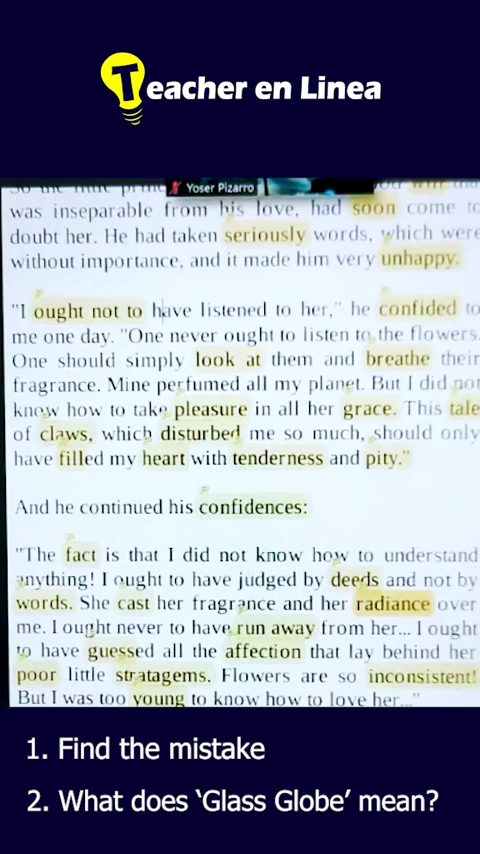 Teacher en Linea
Yoser Pizarro
was inseparable from his love, had soon come to
doubt her. He had taken seriously words, which were
without importance, and it made him very unhappy.
"I ought not to have listened to her," he confided to
me one day. "One never ought to listen to the flowers.
One should simply look at them and breathe their
fragrance. Mine perfumed all my planet. But I did not
know how to take pleasure in all her grace. This tale
of claws, which disturbed me so much, should only
have filled my heart with tenderness and pity."
And he continued his confidences:
"The fact is that I did not know how to understand
anything! I ought to have judged by deeds and not by
words. She cast her fragrance and her radiance over
me. I ought never to have run away from her... I ought
to have guessed all the affection that lay behind her
poor little stratagems. Flowers are so inconsistent!
But I was too young to know how to love her..."
1. Find the mistake
2. What does ‘Glass Globe’ mean?